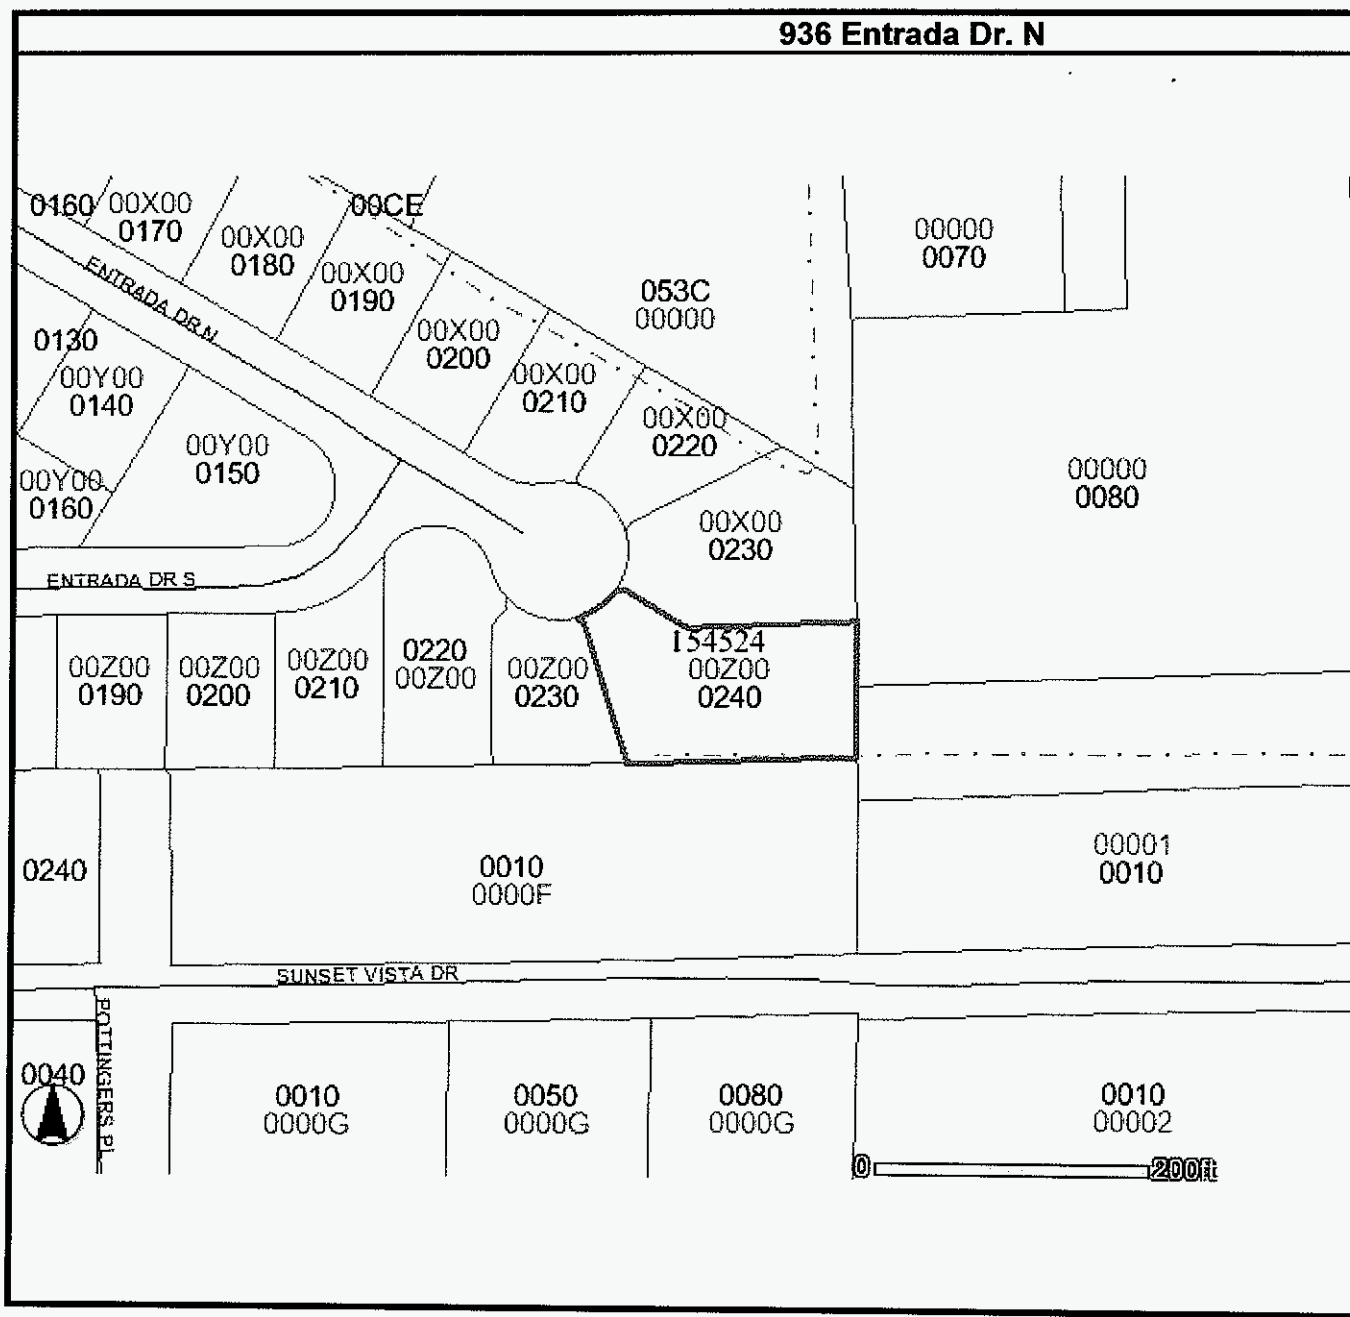 936 Entrada Dr. N
0160
00X00
0170
00X00
0180
00CE
00X00
0190
00X00
0200
00X00
0210
00X00
0220
053C
00000
00000
0070
ENTRADA DR N
0130
00Y00
0140
00Y00
0150
00Y00
0160
00X00
0230
00000
0080
ENTRADA DR S
00Z00
0190
00Z00
0200
00Z00
0210
0220
00Z00
00Z00
0230
154524
00Z00
0240
0240
0010
0000F
00001
0010
SUNSET VISTA DR
POTTINGERS PL
0040
0010
0000G
0050
0000G
0080
0000G
0010
00002
0
200ft